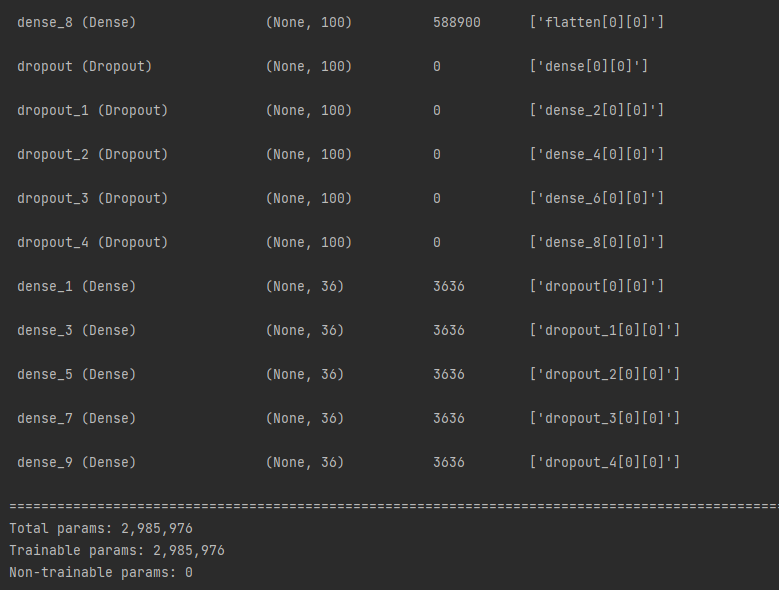 dense_8 (Dense) (None, 100) 588900 ['flatten[0][0]']
dropout (Dropout) (None, 100) 0 ['dense[0][0]']
dropout_1 (Dropout) (None, 100) 0 ['dense_2[0][0]']
dropout_2 (Dropout) (None, 100) 0 ['dense_4[0][0]']
dropout_3 (Dropout) (None, 100) 0 ['dense_6[0][0]']
dropout_4 (Dropout) (None, 100) 0 ['dense_8[0][0]']
dense_1 (Dense) (None, 36) 3636 ['dropout[0][0]']
dense_3 (Dense) (None, 36) 3636 ['dropout_1[0][0]']
dense_5 (Dense) (None, 36) 3636 ['dropout_2[0][0]']
dense_7 (Dense) (None, 36) 3636 ['dropout_3[0][0]']
dense_9 (Dense) (None, 36) 3636 ['dropout_4[0][0]']
================================================================================================
Total params: 2,985,976
Trainable params: 2,985,976
Non-trainable params: 0